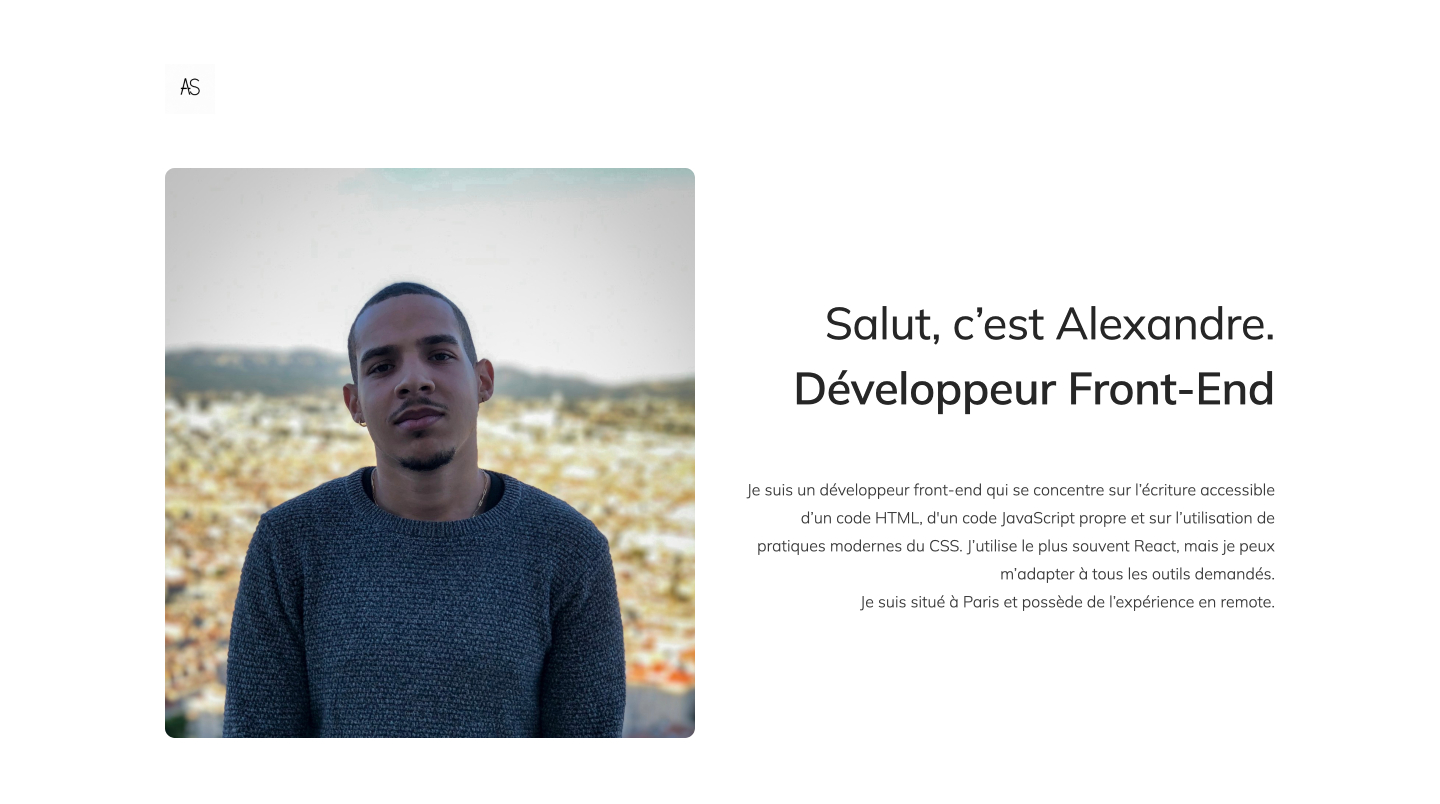 AS
Salut, c’est Alexandre.
Développeur Front-End
Je suis un développeur front-end qui se concentre sur l’écriture accessible
d’un code HTML, d'un code JavaScript propre et sur l’utilisation de
pratiques modernes du CSS. J’utilise le plus souvent React, mais je peux
m’adapter à tous les outils demandés.
Je suis situé à Paris et possède de l’expérience en remote.